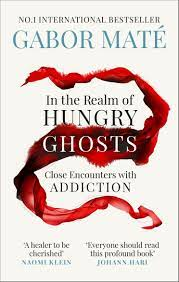 NO.1 INTERNATIONAL BESTSELLER
GABOR MATÉ
In the Realm of
HUNGRY
GHOSTS
Close Encounters with
ADDICTION
‘A healer to be
cherished’
NAOMI KLEIN
‘Everyone should read
this profound book’
JOHANN HARI